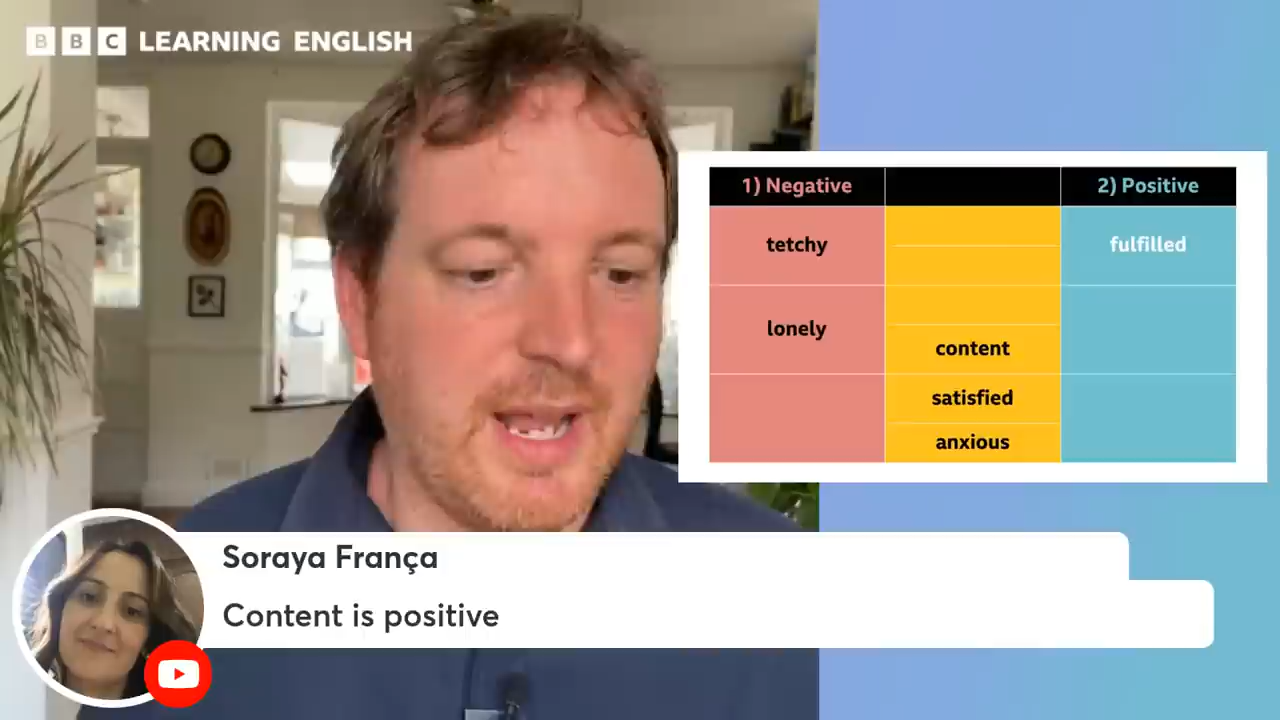 BBC LEARNING ENGLISH
1) Negative 2) Positive
tetchy fulfilled
lonely
content
satisfied
anxious
Soraya França
Content is positive